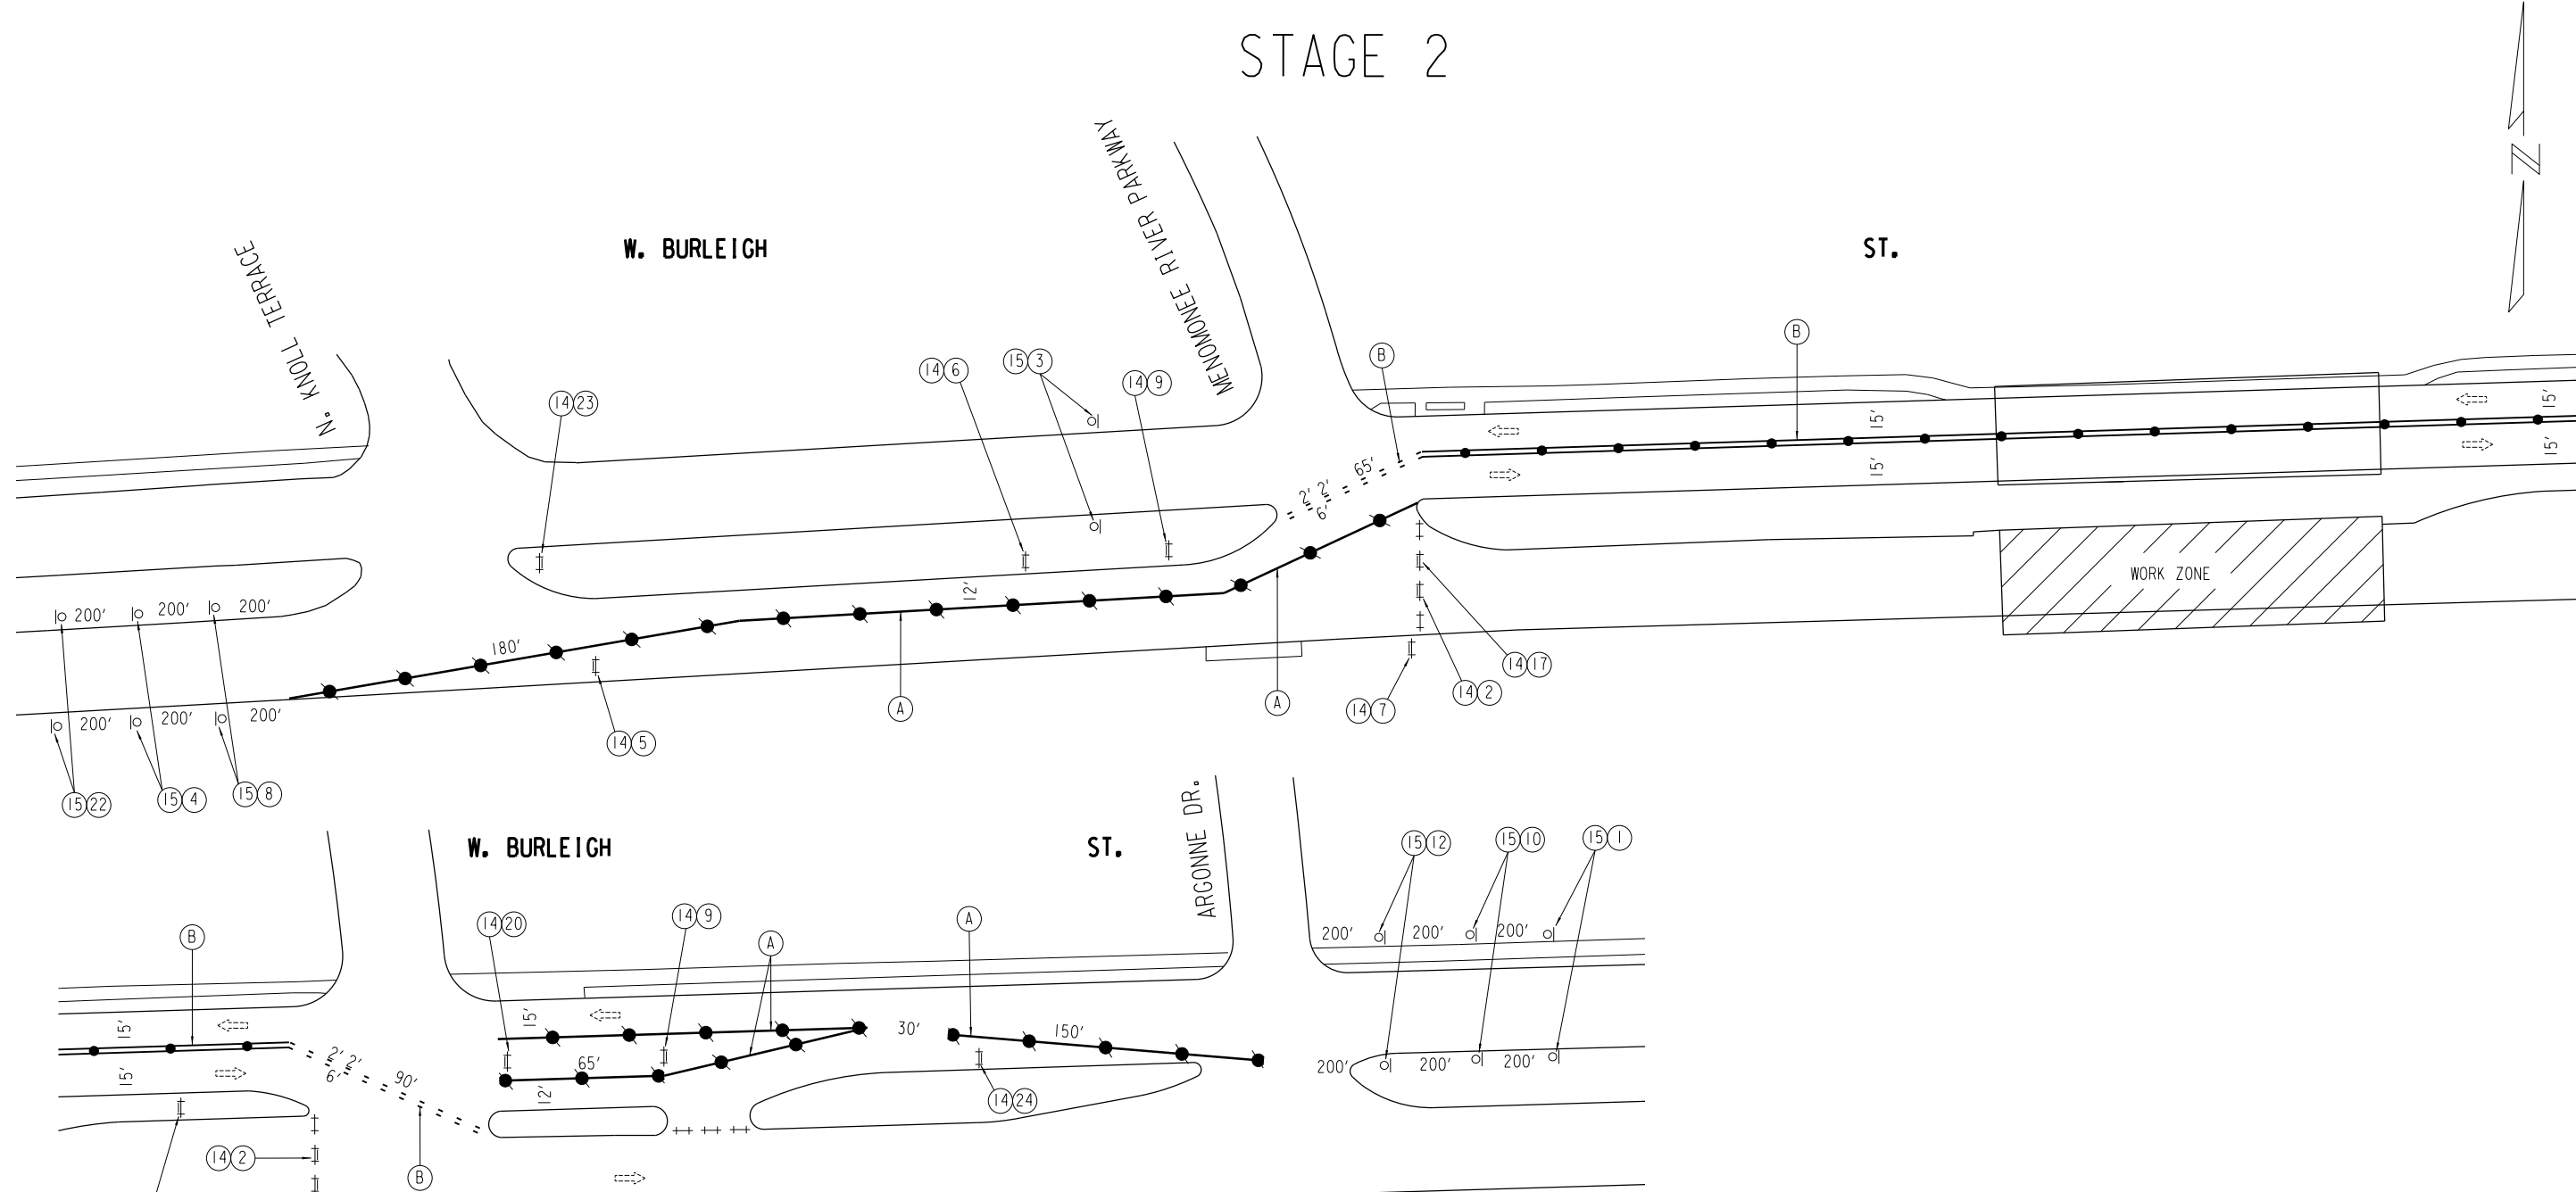 STAGE 2
N
MENOMONEE RIVER PARKWAY
N. KNOLL TERRACE
W. BURLEIGH
ST.
B
B
15 3
14 6
14 9
14 23
15'
15'
15'
15'
65'
2' 2'
6'
12'
WORK ZONE
200' 200' 200'
180'
200' 200' 200'
14 17
14 2
14 7
A
A
14 5
15 22
15 4
15 8
ARGONNE DR.
W. BURLEIGH
ST.
15 12
15 10
15 1
14 20
14 9
A
A
B
200' 200' 200'
15'
15'
15'
30'
150'
2' 2'
6'
90'
65'
12'
200' 200' 200'
14 24
14 2
B